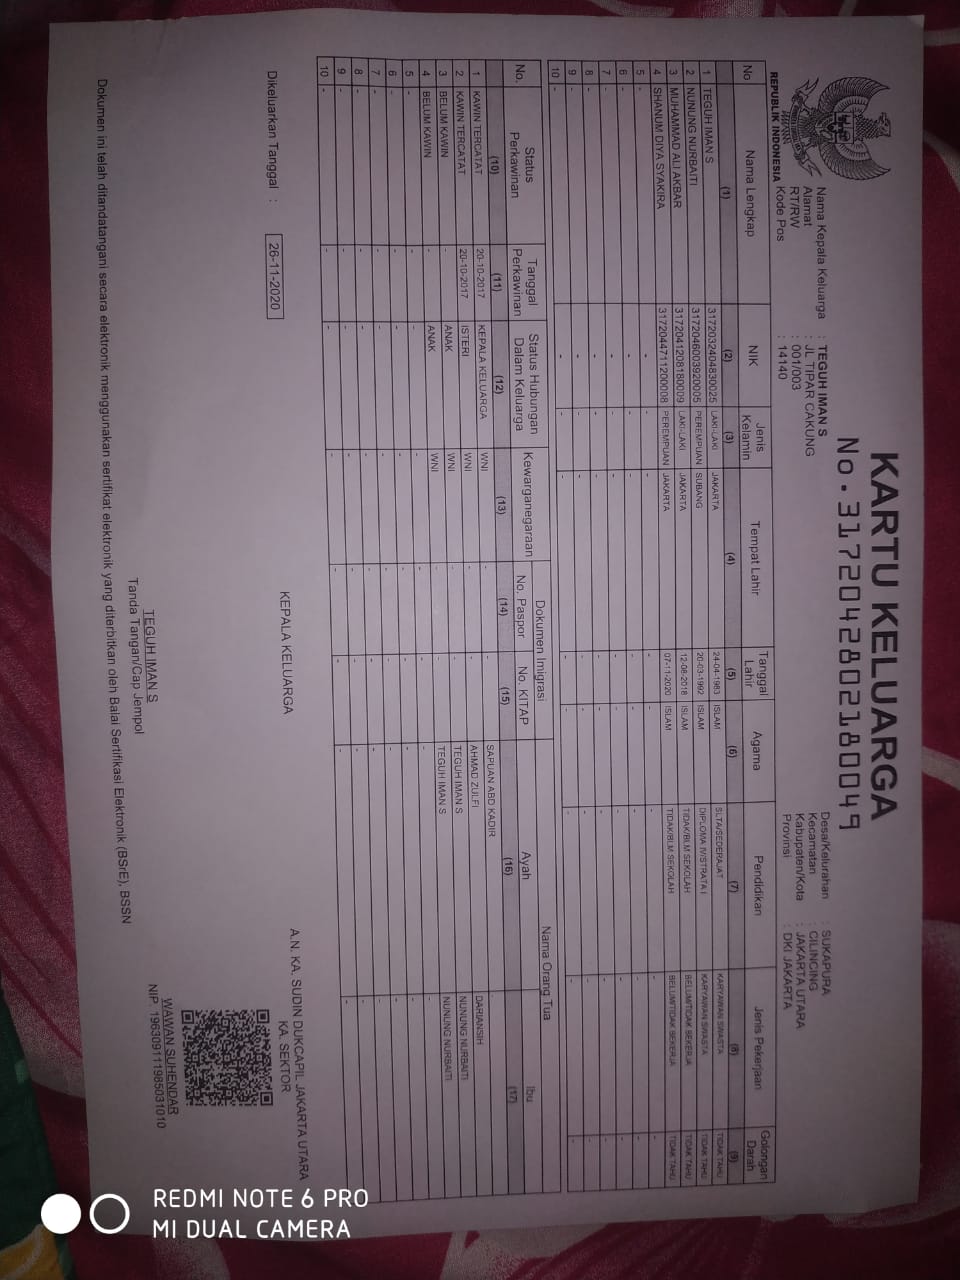 KARTU KELUARGA
No. 3172042802180049
REPUBLIK INDONESIA
Nama Kepala Keluarga : TEGUH IMAN S
Alamat : JL TIPAR CAKUNG
RT/RW : 001/003
Kode Pos : 14140
Desa/Kelurahan : SUKAPURA
Kecamatan : CILINCING
Kabupaten/Kota : JAKARTA UTARA
Provinsi : DKI JAKARTA
No Nama Lengkap NIK Jenis Kelamin Tempat Lahir Tanggal Lahir Agama Pendidikan Jenis Pekerjaan Golongan Darah
(1) (2) (3) (4) (5) (6) (7) (8) (9)
1 TEGUH IMAN S 3172032404830025 LAKI-LAKI JAKARTA 24-04-1983 ISLAM SLTA/SEDERAJAT KARYAWAN SWASTA TIDAK TAHU
2 NUNUNG NURBAITI 3172046003920005 PEREMPUAN SUBANG 20-03-1992 ISLAM DIPLOMA IV/STRATA I KARYAWAN SWASTA TIDAK TAHU
3 MUHAMMAD ALI AKBAR 3172041208180009 LAKI-LAKI JAKARTA 12-08-2018 ISLAM TIDAK/BLM SEKOLAH BELUM/TIDAK BEKERJA TIDAK TAHU
4 SHANUM DIYA SYAKIRA 3172044711200008 PEREMPUAN JAKARTA 07-11-2020 ISLAM TIDAK/BLM SEKOLAH BELUM/TIDAK BEKERJA TIDAK TAHU
5 - - - - - - - - -
6 - - - - - - - - -
7 - - - - - - - - -
8 - - - - - - - - -
9 - - - - - - - - -
10 - - - - - - - - -
No. Status Perkawinan Tanggal Perkawinan Status Hubungan Dalam Keluarga Kewarganegaraan Dokumen Imigrasi Nama Orang Tua
No. Paspor No. KITAP Ayah Ibu
(10) (11) (12) (13) (14) (15) (16) (17)
1 KAWIN TERCATAT 20-10-2017 KEPALA KELUARGA WNI - - SAPUAN ABD KADIR DARIANSIH
2 KAWIN TERCATAT 20-10-2017 ISTERI WNI - - AHMAD ZULFI NUNUNG NURBAITI
3 BELUM KAWIN - ANAK WNI - - TEGUH IMAN S NUNUNG NURBAITI
4 BELUM KAWIN - ANAK WNI - - TEGUH IMAN S
5 - - - - - - - -
6 - - - - - - - -
7 - - - - - - - -
8 - - - - - - - -
9 - - - - - - - -
10 - - - - - - - -
Dikeluarkan Tanggal : 26-11-2020
KEPALA KELUARGA
TEGUH IMAN S
Tanda Tangan/Cap Jempol
A.N. KA. SUDIN DUKCAPIL JAKARTA UTARA
KA. SEKTOR
WAWAN SUHENDAR
NIP. 196309111985031010
Dokumen ini telah ditandatangani secara elektronik menggunakan sertifikat elektronik yang diterbitkan oleh Balai Sertifikasi Elektronik (BSrE), BSSN
REDMI NOTE 6 PRO
MI DUAL CAMERA